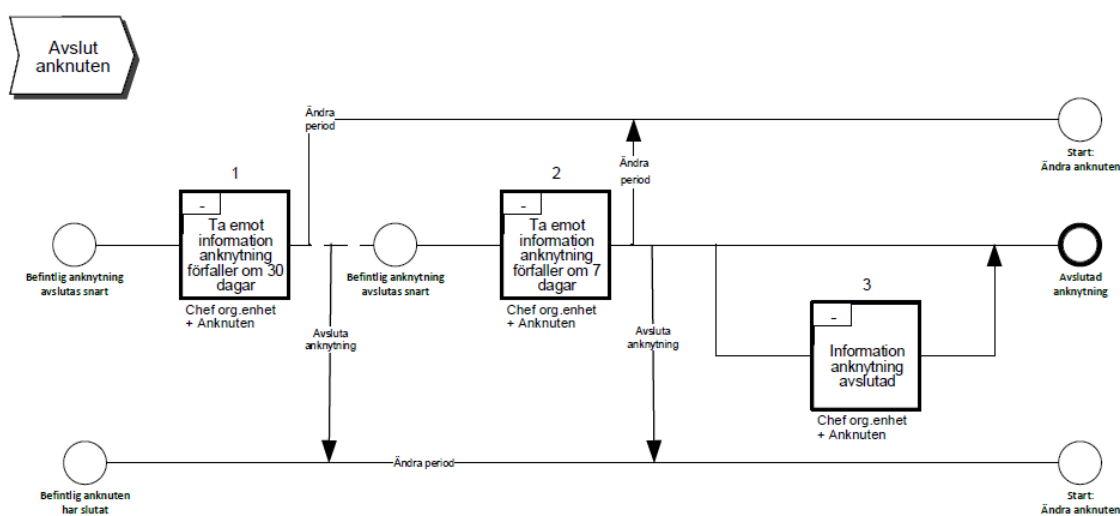 Avslut
anknuten
Ändra
period
Start:
Ändra anknuten
1
-
Ta emot
information
anknytning
förfaller om 30
dagar
Chef org.enhet
+ Anknuten
Befintlig anknytning
avslutas snart
Befintlig anknytning
avslutas snart
2
-
Ta emot
information
anknytning
förfaller om 7
dagar
Chef org.enhet
+ Anknuten
Ändra
period
Avslutad
anknytning
Avsluta
anknytning
Avsluta
anknytning
3
-
Information
anknytning
avslutad
Chef org.enhet
+ Anknuten
Ändra period
Befintlig anknuten
har slutat
Start:
Ändra anknuten